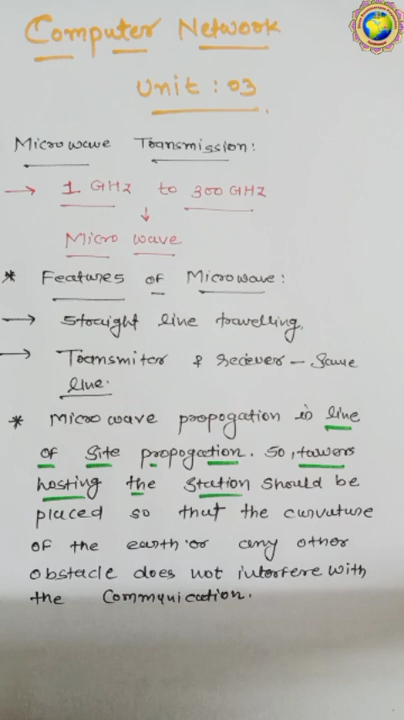 Computer Network
Unit : 03
Microwave Transmission:
→ 1 GHz to 300 GHz
↓
Micro wave
* Features of Microwave:
→ Straight line travelling.
→ Transmiter & reciever - same
line.
* Microwave propogation is line
of site propogation. So, towers
hosting the station should be
placed so that the curvature
of the earth or any other
obstacle does not interfere with
the Communication.